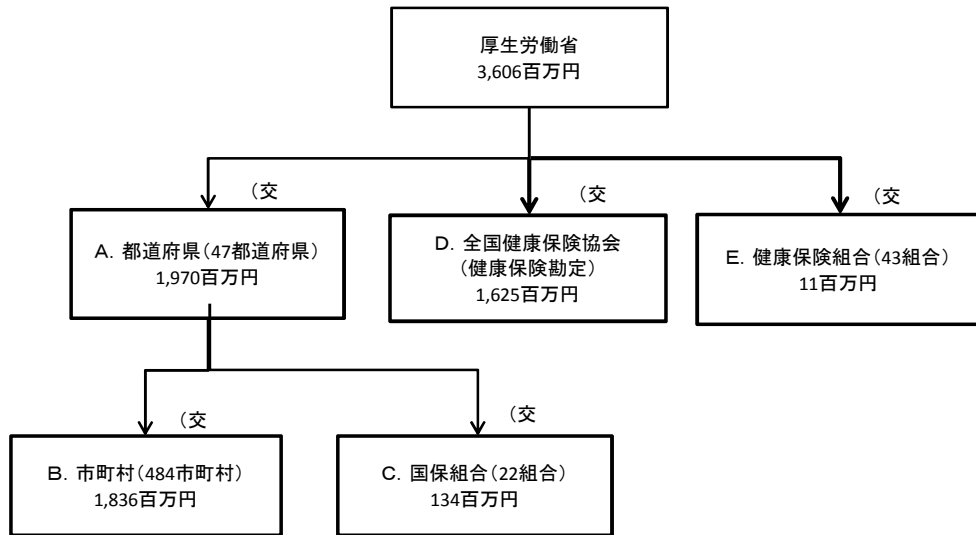 厚生労働省
3,606百万円
（交
（交
（交
A. 都道府県（47都道府県）
1,970百万円
D. 全国健康保険協会
（健康保険勘定）
1,625百万円
E. 健康保険組合（43組合）
11百万円
（交
（交
B. 市町村（484市町村）
1,836百万円
C. 国保組合（22組合）
134百万円